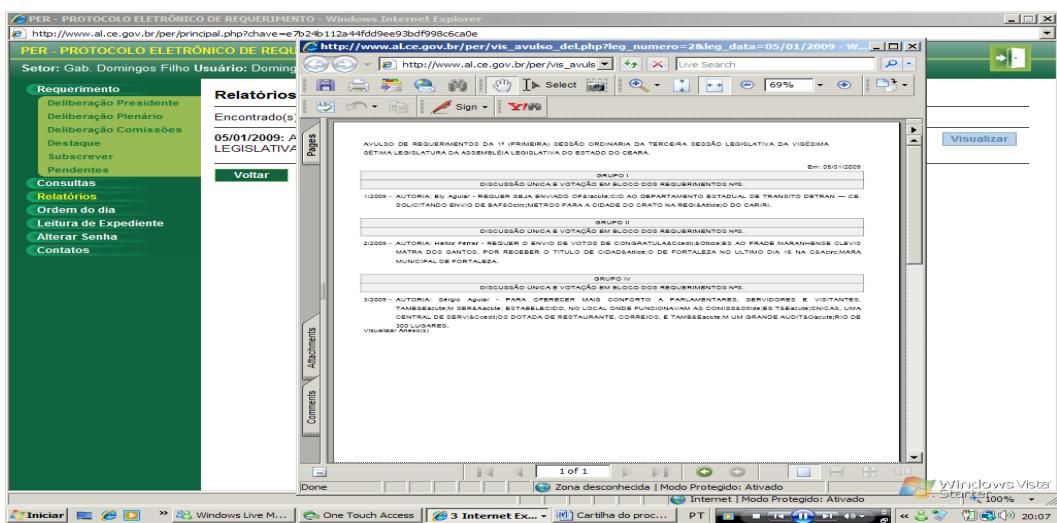 PER - PROTOCOLO ELETRÔNICO DE REQUERIMENTO - Windows Internet Explorer
http://www.al.ce.gov.br/per/principal.php?chave=e7b24b112a44fdd9ee93bdf998c6ca0e
PER - PROTOCOLO ELETRÔNICO DE REQU
Setor: Gab. Domingos Filho Usuário: Doming
Requerimento
Deliberação Presidente
Deliberação Plenário
Deliberação Comissões
Destaque
Subscrever
Pendentes
Consultas
Relatórios
Ordem do dia
Leitura de Expediente
Alterar Senha
Contatos
Relatórios
Encontrado(s)
05/01/2009: A
LEGISLATIVA
Voltar
Visualizar
http://www.al.ce.gov.br/per/vis_avulso_del.php?leg_numero=2&leg_data=05/01/2009 - W...
http://www.al.ce.gov.br/per/vis_avuls
Live Search
Select
69%
Sign
Pages
Attachments
Comments
AVULSO DE REQUERIMENTOS DA 1ª (PRIMEIRA) SESSÃO ORDINARIA DA TERCEIRA SESSÃO LEGISLATIVA DA VIGÉSIMA
SÉTIMA LEGISLATURA DA ASSEMBLÉIA LEGISLATIVA DO ESTADO DO CEARÁ.
Em: 05/01/2009
GRUPO I
DISCUSSÃO ÚNICA E VOTAÇÃO EM BLOCO DOS REQUERIMENTOS NºS.
1/2009 - AUTORIA: Ely Aguiar - REQUER SEJA ENVIADO OF&Iacute;CIO AO DEPARTAMENTO ESTADUAL DE TRANSITO DETRAN — CE,
SOLICITANDO ENVIO DE BAF&Ocirc;METROS PARA A CIDADE DO CRATO NA REGI&Atilde;O DO CARIRI.
GRUPO II
DISCUSSÃO ÚNICA E VOTAÇÃO EM BLOCO DOS REQUERIMENTOS NºS.
2/2009 - AUTORIA: Heitor Férrer - REQUER O ENVIO DE VOTOS DE CONGRATULA&Ccedil;&Otilde;ES AO FRADE MARANHENSE CLEVIS
MATRA DOS SANTOS, POR RECEBER O TITULO DE CIDAD&Atilde;O DE FORTALEZA NO ULTIMO DIA 16 NA C&Acirc;MARA
MUNICIPAL DE FORTALEZA.
GRUPO IV
DISCUSSÃO ÚNICA E VOTAÇÃO EM BLOCO DOS REQUERIMENTOS NºS.
3/2009 - AUTORIA: Sérgio Aguiar - PARA OFERECER MAIS CONFORTO A PARLAMENTARES, SERVIDORES E VISITANTES,
TAMB&Eacute;M SER&Aacute; ESTABELECIDO, NO LOCAL ONDE FUNCIONAVAM AS COMISS&Otilde;ES T&Eacute;CNICAS, UMA
CENTRAL DE SERVI&Ccedil;OS DOTADA DE RESTAURANTE, CORREIOS, E TAMB&Eacute;M UM GRANDE AUDIT&Oacute;RIO DE
300 LUGARES.
Visualizar Anexo(s)
1 of 1
Done
Zona desconhecida | Modo Protegido: Ativado
Internet | Modo Protegido: Ativado
100%
Windows Vista
Starter
Iniciar
Windows Live M...
One Touch Access
3 Internet Ex...
Cartilha do proc...
PT
20:07